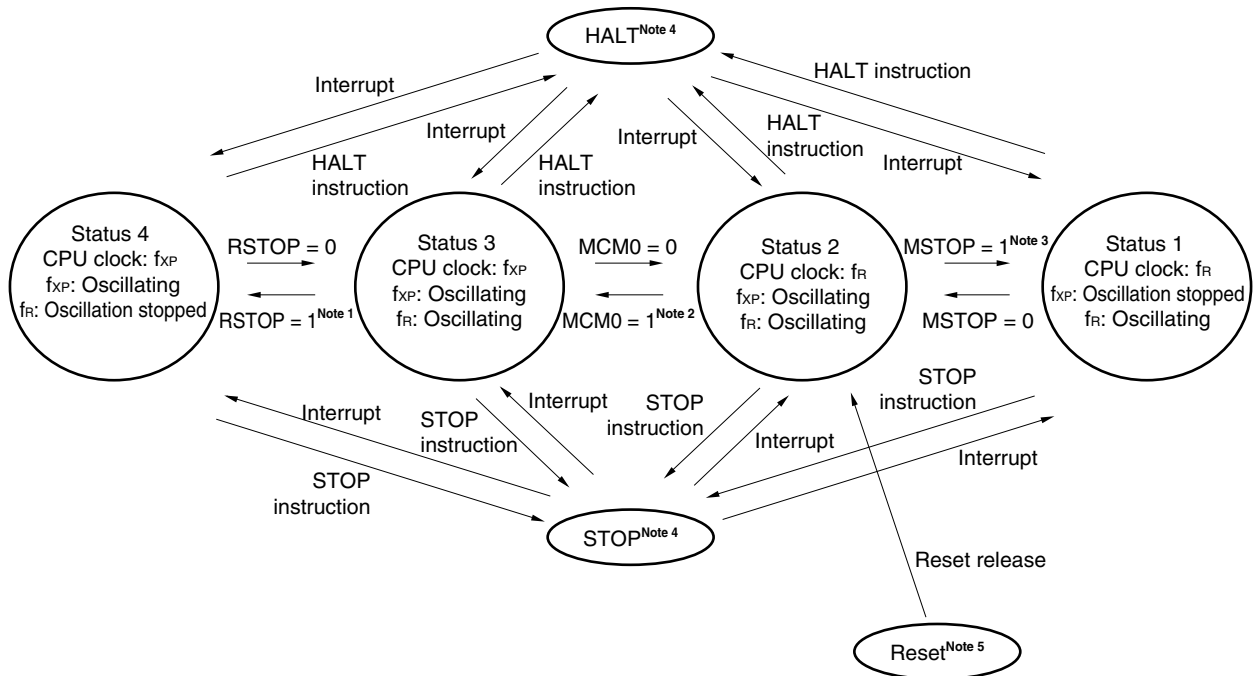 HALTNote 4
Interrupt
HALT instruction
Interrupt
HALT
instruction
Interrupt
HALT
instruction
Interrupt
HALT
instruction
Interrupt
Status 4
CPU clock: fXP
fXP: Oscillating
fR: Oscillation stopped
RSTOP = 0
RSTOP = 1Note 1
Status 3
CPU clock: fXP
fXP: Oscillating
fR: Oscillating
MCM0 = 0
MCM0 = 1Note 2
Status 2
CPU clock: fR
fXP: Oscillating
fR: Oscillating
MSTOP = 1Note 3
MSTOP = 0
Status 1
CPU clock: fR
fXP: Oscillation stopped
fR: Oscillating
Interrupt
STOP
instruction
Interrupt
STOP
instruction
STOP
instruction
Interrupt
STOP
instruction
Interrupt
STOPNote 4
Reset release
ResetNote 5